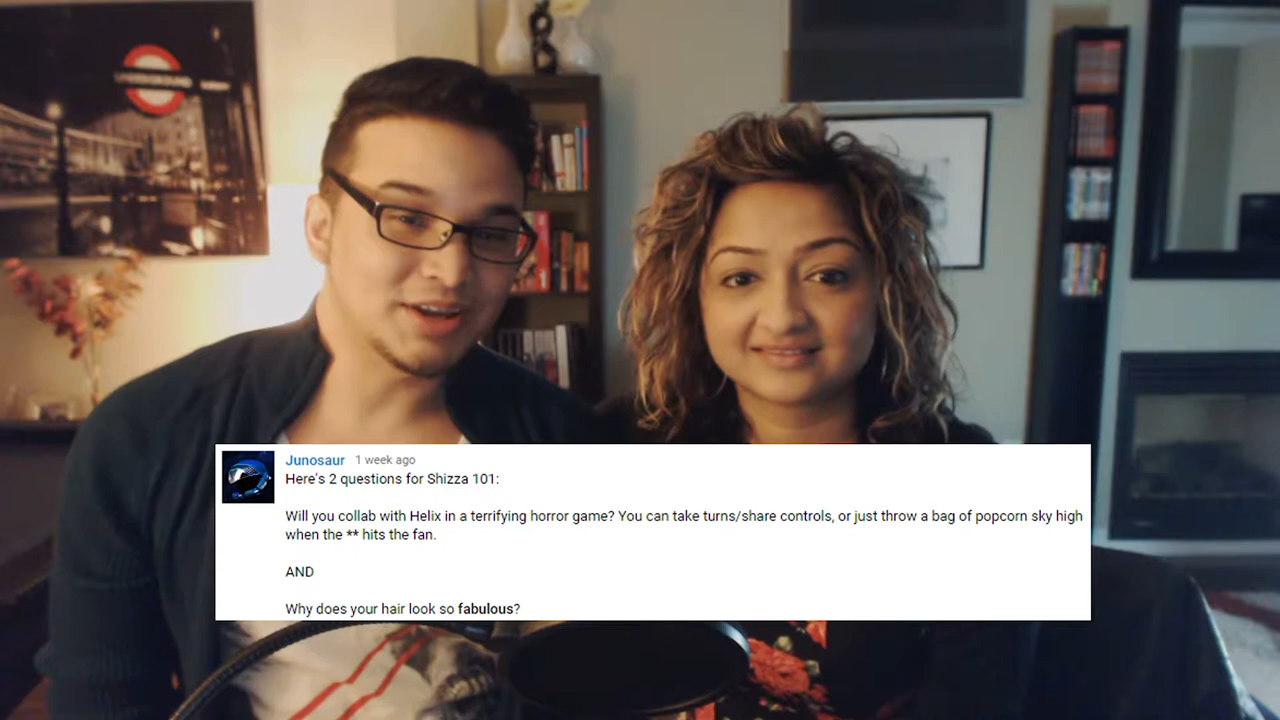 UNDERGROUND
Junosaur 1 week ago
Here's 2 questions for Shizza 101:
Will you collab with Helix in a terrifying horror game? You can take turns/share controls, or just throw a bag of popcorn sky high
when the ** hits the fan.
AND
Why does your hair look so fabulous?